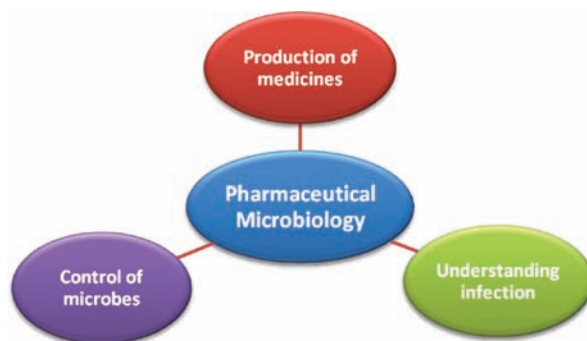 Production of
medicines
Pharmaceutical
Microbiology
Control of
microbes
Understanding
infection